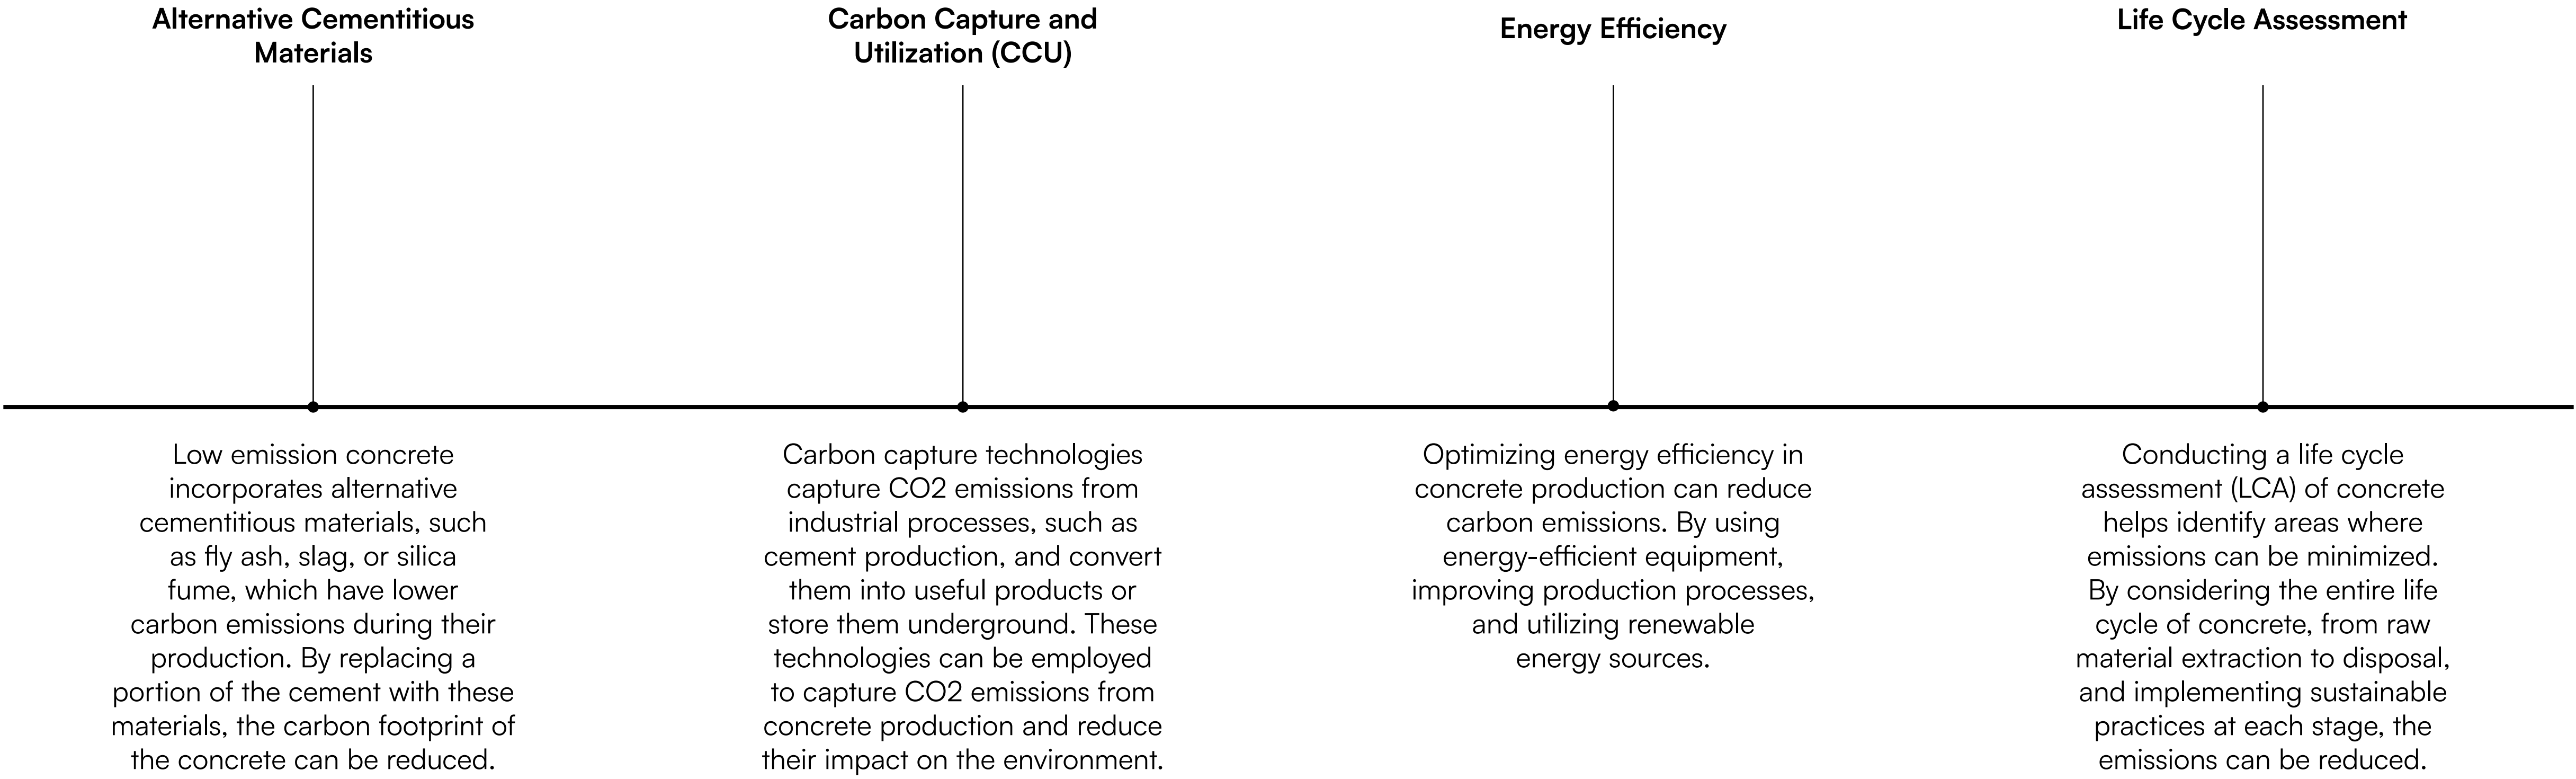 Alternative Cementitious
Materials
Carbon Capture and
Utilization (CCU)
Energy Efficiency
Life Cycle Assessment
Low emission concrete
incorporates alternative
cementitious materials, such
as fly ash, slag, or silica
fume, which have lower
carbon emissions during their
production. By replacing a
portion of the cement with these
materials, the carbon footprint of
the concrete can be reduced.
Carbon capture technologies
capture CO2 emissions from
industrial processes, such as
cement production, and convert
them into useful products or
store them underground. These
technologies can be employed
to capture CO2 emissions from
concrete production and reduce
their impact on the environment.
Optimizing energy efficiency in
concrete production can reduce
carbon emissions. By using
energy-efficient equipment,
improving production processes,
and utilizing renewable
energy sources.
Conducting a life cycle
assessment (LCA) of concrete
helps identify areas where
emissions can be minimized.
By considering the entire life
cycle of concrete, from raw
material extraction to disposal,
and implementing sustainable
practices at each stage, the
emissions can be reduced.